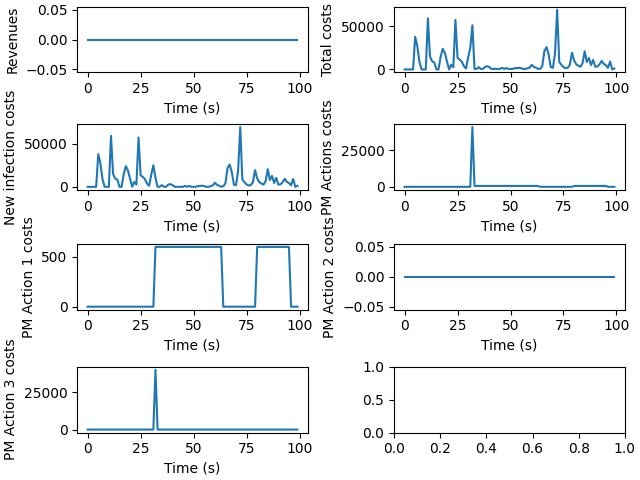 Revenues
0.05
0.00
−0.05
0 25 50 75 100
Time (s)
Total costs
50000
0
0 25 50 75 100
Time (s)
New infection costs
50000
0
0 25 50 75 100
Time (s)
PM Actions costs
25000
0
0 25 50 75 100
Time (s)
PM Action 1 costs
500
0
0 25 50 75 100
Time (s)
PM Action 2 costs
0.05
0.00
−0.05
0 25 50 75 100
Time (s)
PM Action 3 costs
25000
0
0 25 50 75 100
Time (s)
1.0
0.5
0.0
0.0 0.2 0.4 0.6 0.8 1.0